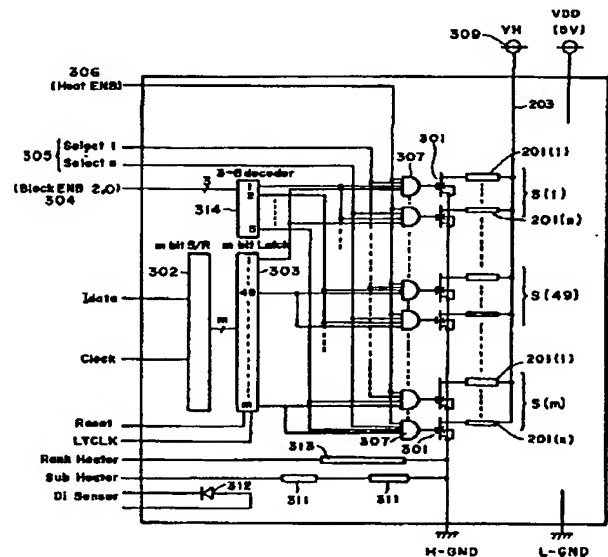 309
VH
VDD
(5V)
306
(Heat ENB)
203
305
Select 1
Select n
301
307
201(1)
S(1)
201(n)
(Block ENB 2,0)
304
3
3-8 decoder
314
1
2
m bit S/R
m bit Latch
302
303
1
49
m
m
S(49)
Idata
Clock
201(1)
S(m)
201(n)
Reset
LTCLK
307
301
Rank Heater
313
Sub Heater
311
311
Di Sensor
312
H-GND
L-GND